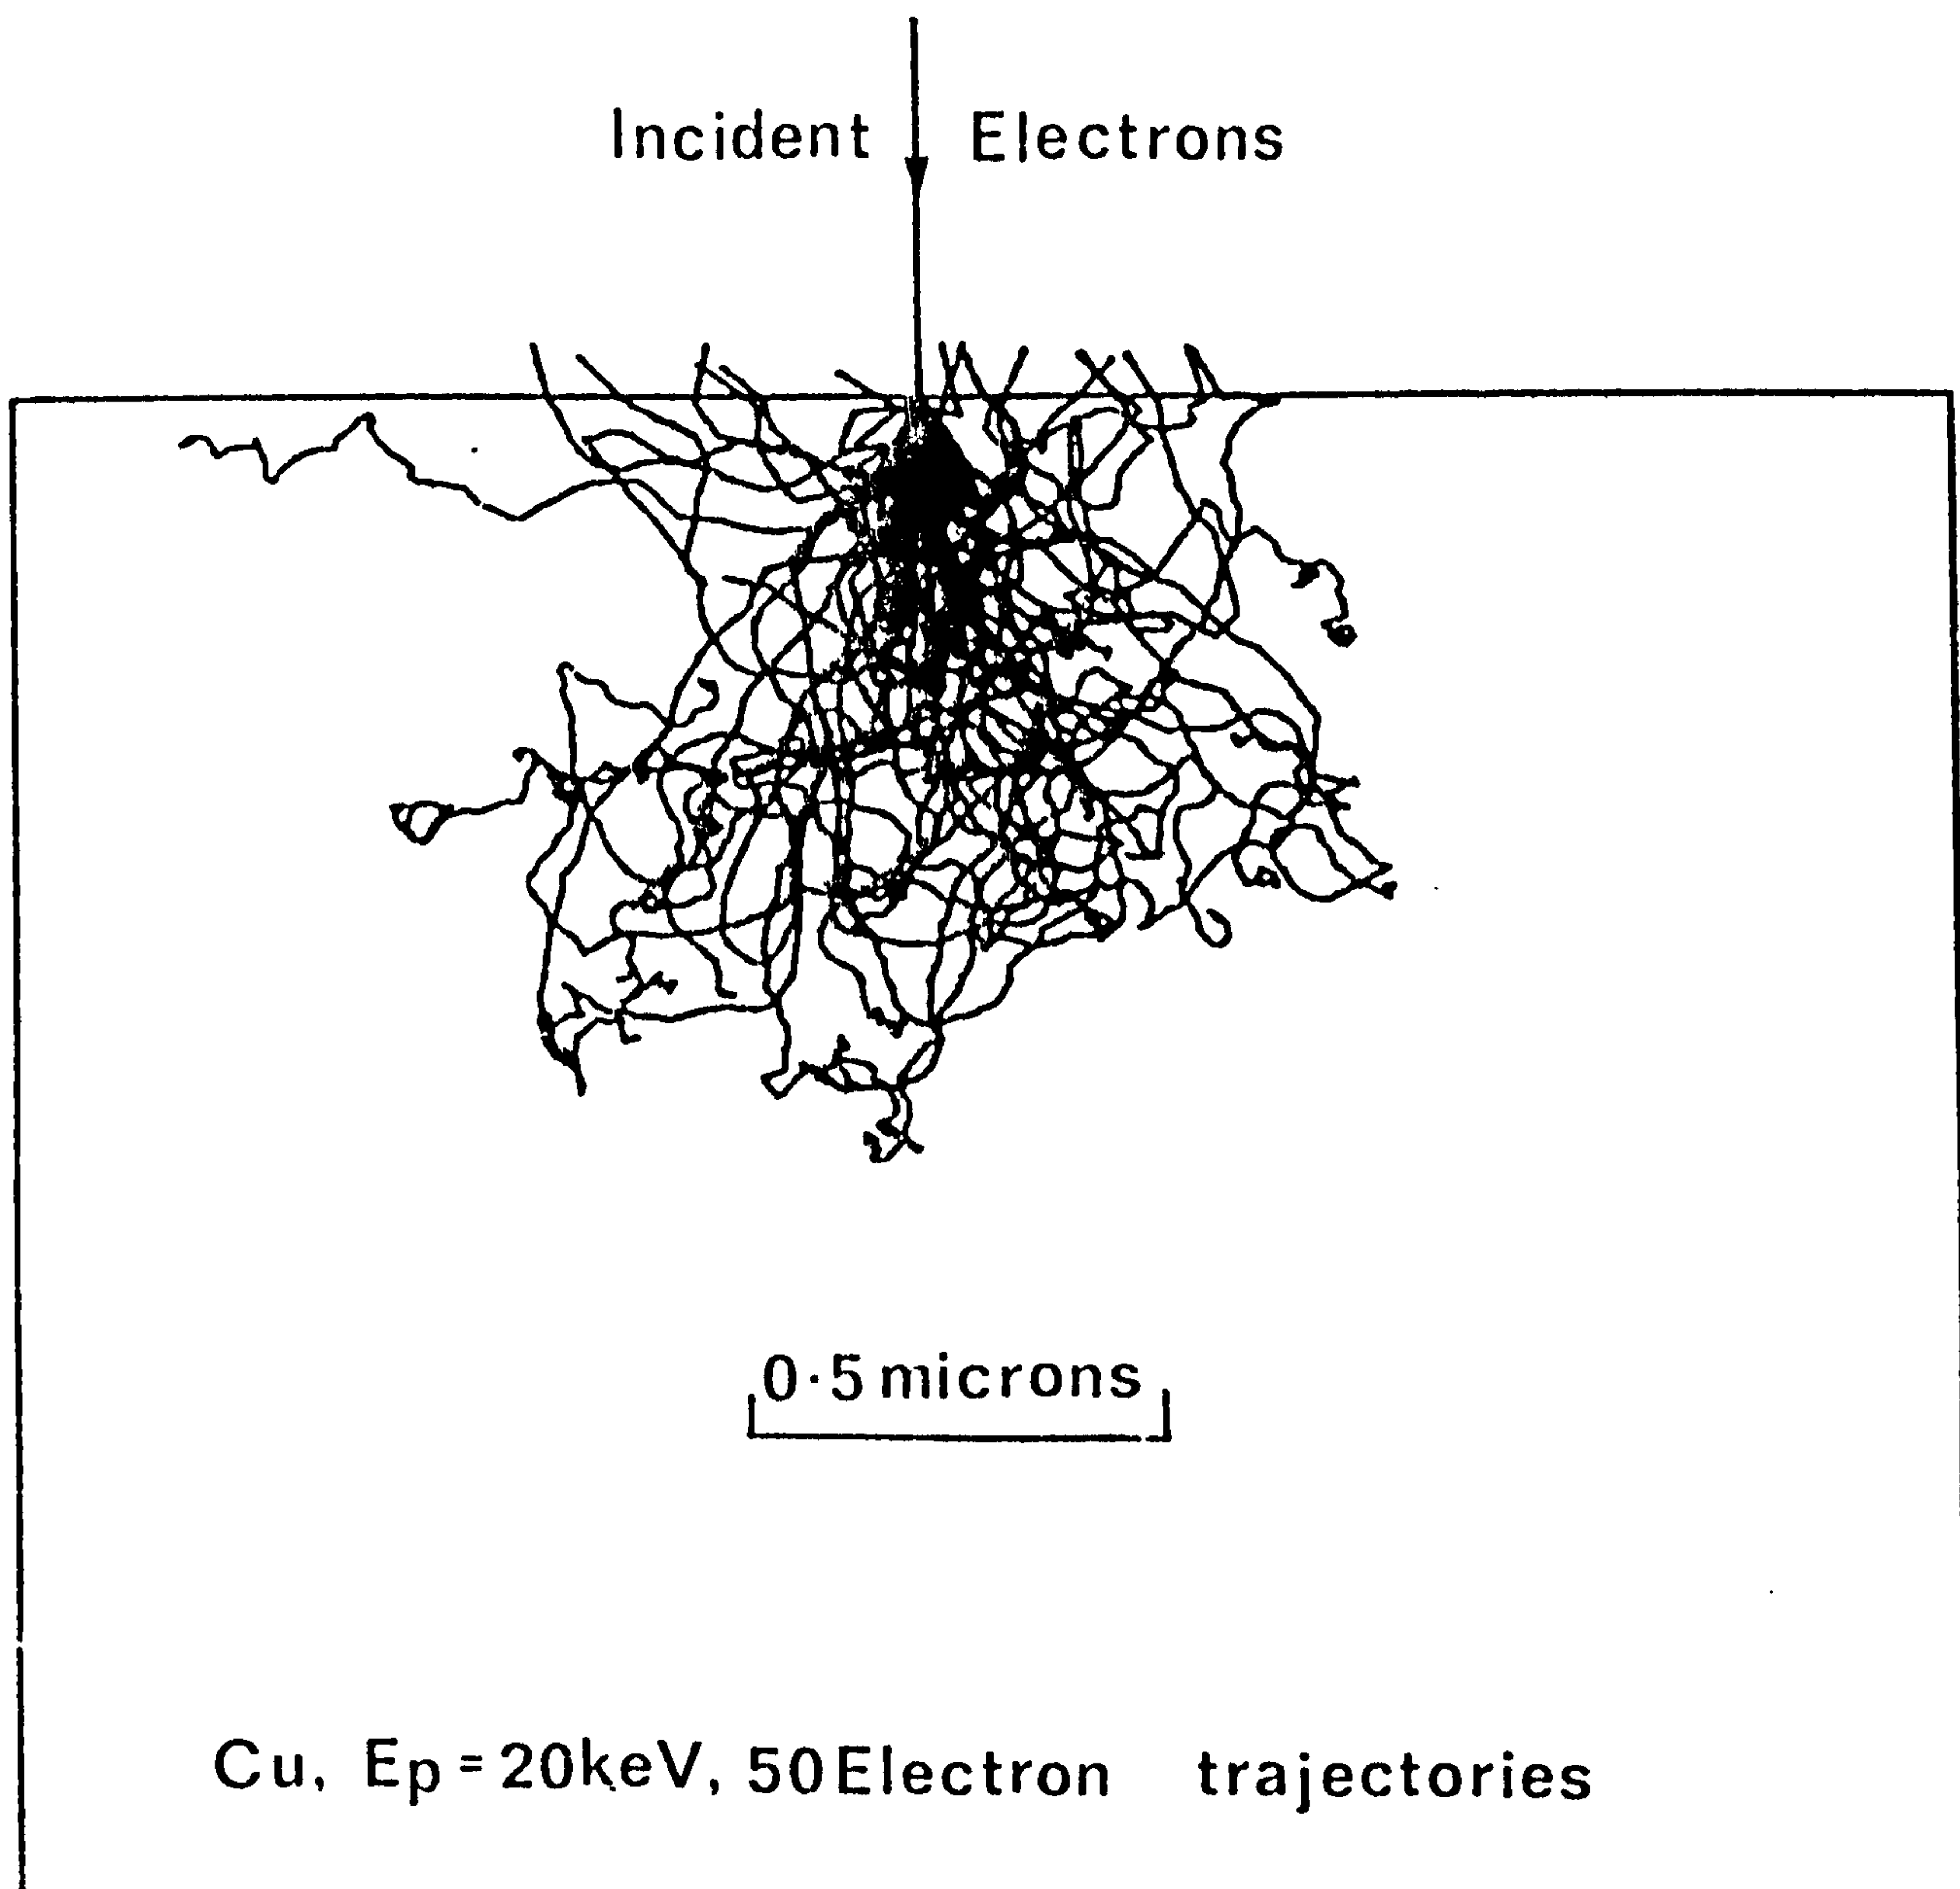 Incident Electrons
0·5 microns
Cu, Ep = 20keV, 50 Electron trajectories